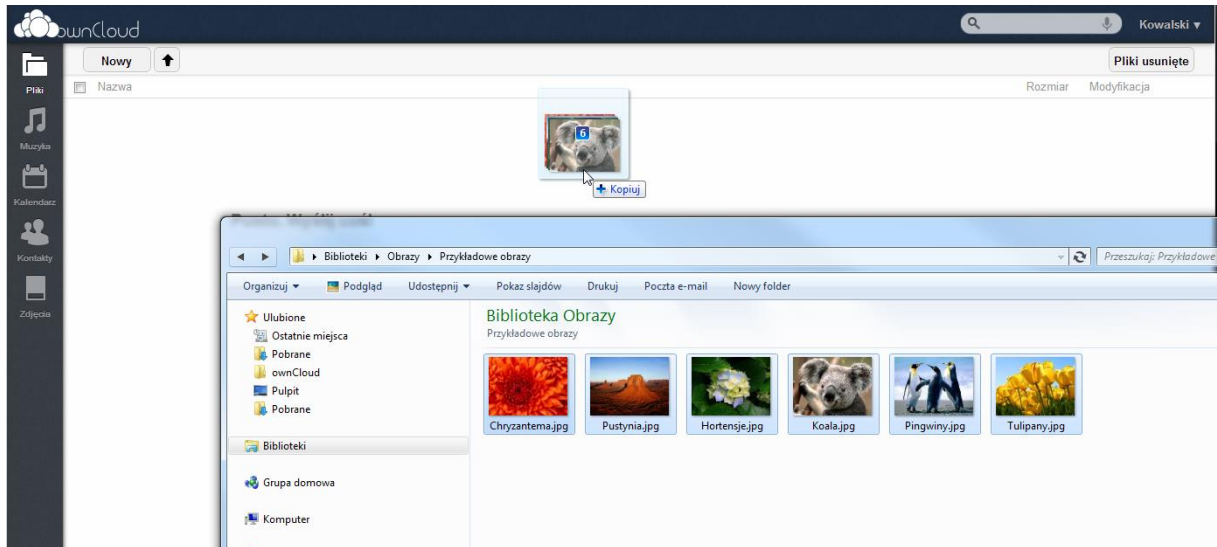 ownCloud
Kowalski ▾
Nowy
Pliki usunięte
Pliki
Nazwa
Rozmiar
Modyfikacja
6
Kopiuj
Muzyka
Kalendarz
Kontakty
Zdjęcia
Biblioteki ▸ Obrazy ▸ Przykładowe obrazy
Przeszukaj: Przykładowe
Organizuj ▾ Podgląd Udostępnij ▾ Pokaz slajdów Drukuj Poczta e-mail Nowy folder
Ulubione
Ostatnie miejsca
Pobrane
ownCloud
Pulpit
Pobrane
Biblioteki
Grupa domowa
Komputer
Biblioteka Obrazy
Przykładowe obrazy
Chryzantema.jpg Pustynia.jpg Hortensje.jpg Koala.jpg Pingwiny.jpg Tulipany.jpg